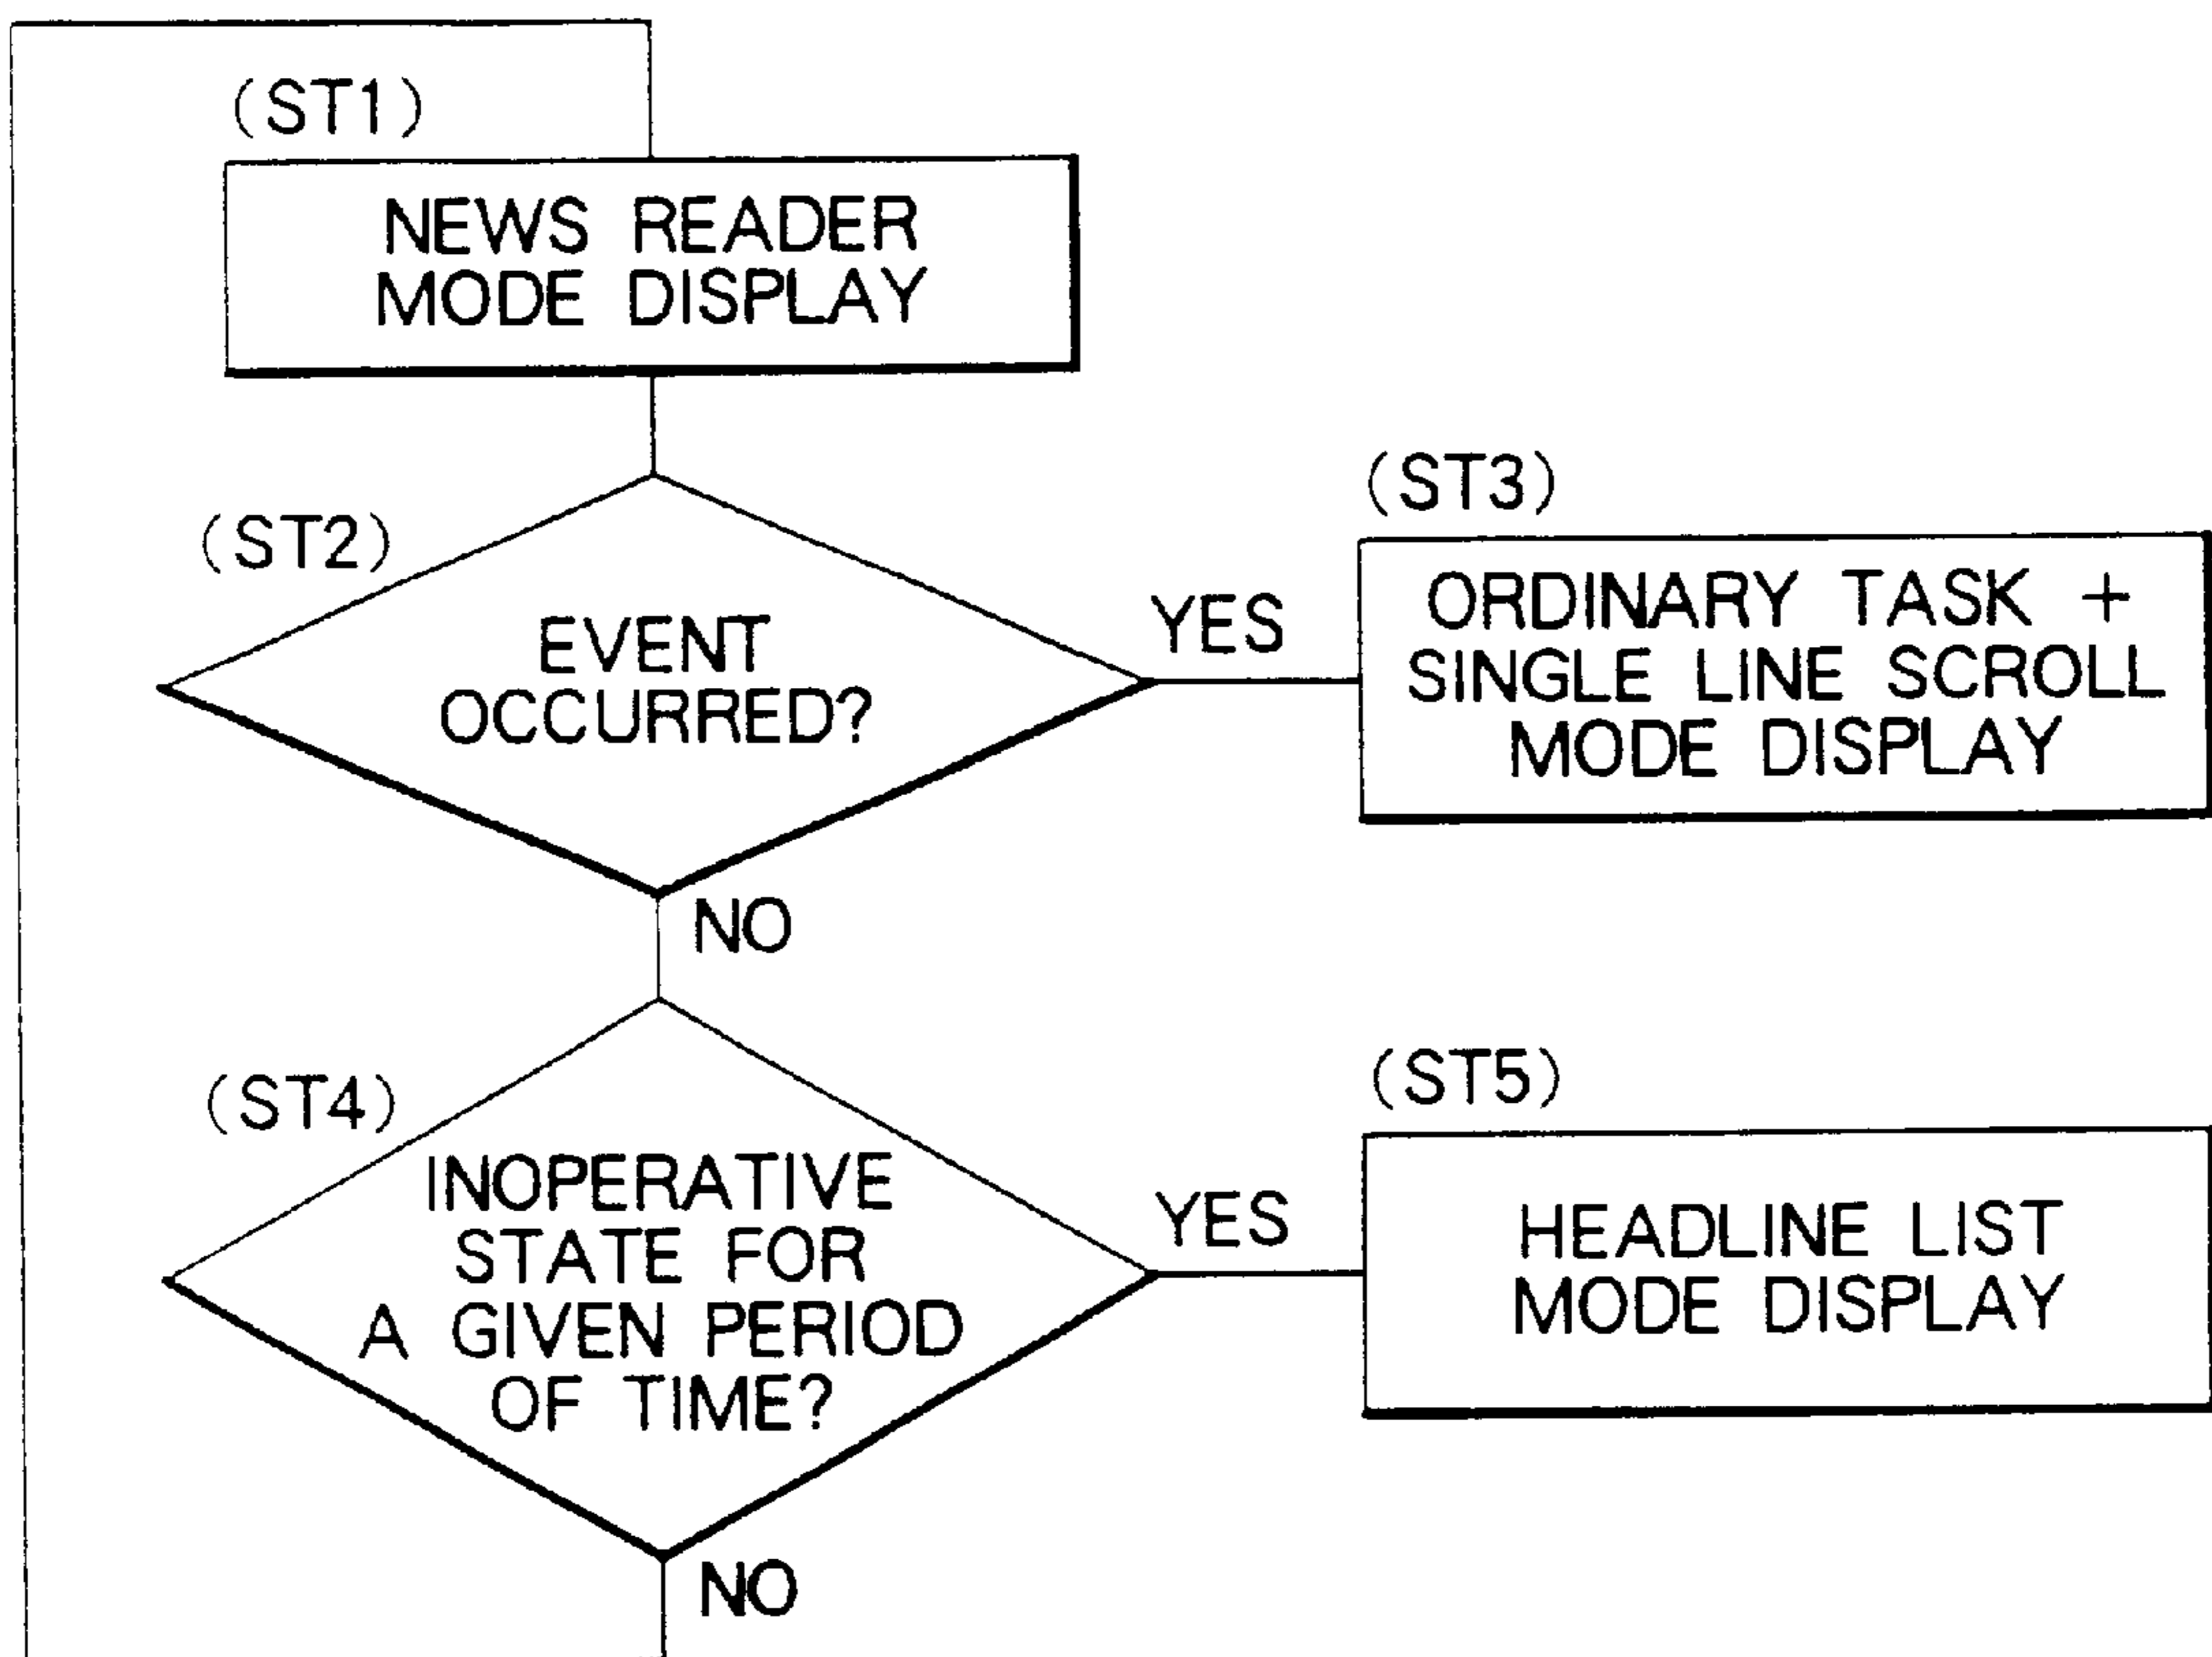 (ST1)
NEWS READER
MODE DISPLAY
(ST2)
EVENT
OCCURRED?
YES
(ST3)
ORDINARY TASK +
SINGLE LINE SCROLL
MODE DISPLAY
NO
(ST4)
INOPERATIVE
STATE FOR
A GIVEN PERIOD
OF TIME?
YES
(ST5)
HEADLINE LIST
MODE DISPLAY
NO